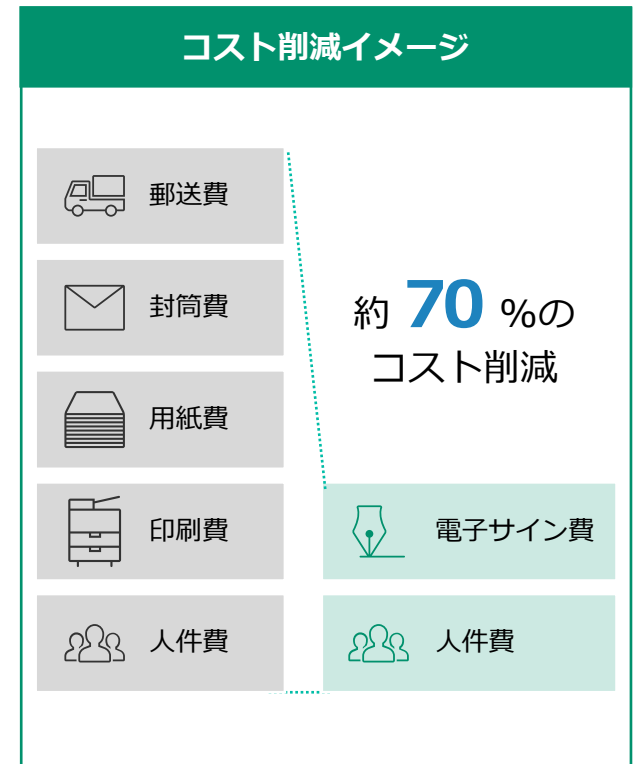 コスト削減イメージ
郵送費
封筒費
用紙費
印刷費
人件費
約 70 %の
コスト削減
電子サイン費
人件費